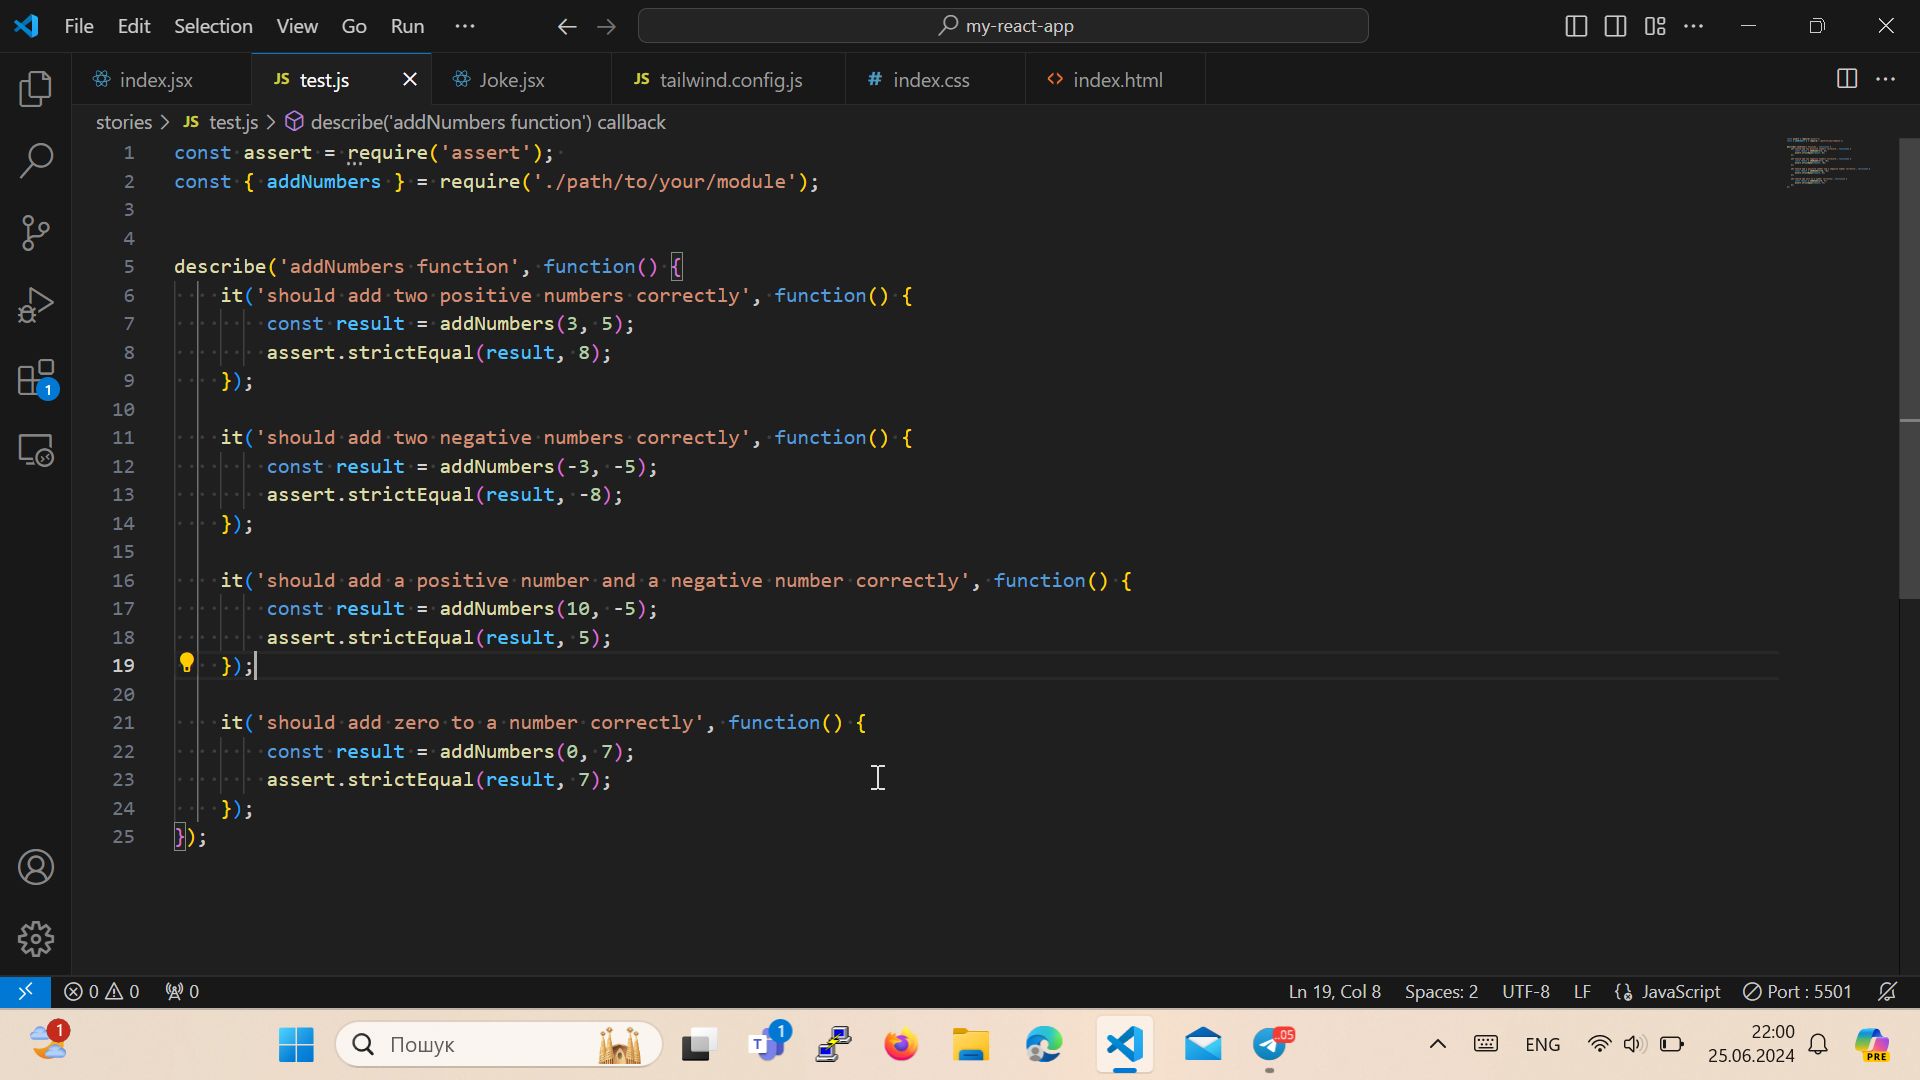 File Edit Selection View Go Run ··· my-react-app
index.jsx JS test.js Joke.jsx JS tailwind.config.js # index.css <> index.html
stories > JS test.js > describe('addNumbers function') callback
1 const assert = require('assert');
2 const { addNumbers } = require('./path/to/your/module');
3
4
5 describe('addNumbers function', function() {
6 it('should add two positive numbers correctly', function() {
7 const result = addNumbers(3, 5);
8 assert.strictEqual(result, 8);
9 });
10
11 it('should add two negative numbers correctly', function() {
12 const result = addNumbers(-3, -5);
13 assert.strictEqual(result, -8);
14 });
15
16 it('should add a positive number and a negative number correctly', function() {
17 const result = addNumbers(10, -5);
18 assert.strictEqual(result, 5);
19 });
20
21 it('should add zero to a number correctly', function() {
22 const result = addNumbers(0, 7);
23 assert.strictEqual(result, 7);
24 });
25 });
1
0 0 0 Ln 19, Col 8 Spaces: 2 UTF-8 LF JavaScript Port : 5501
1 Пошук T 1 ..05 ENG 22:00
25.06.2024 PRE